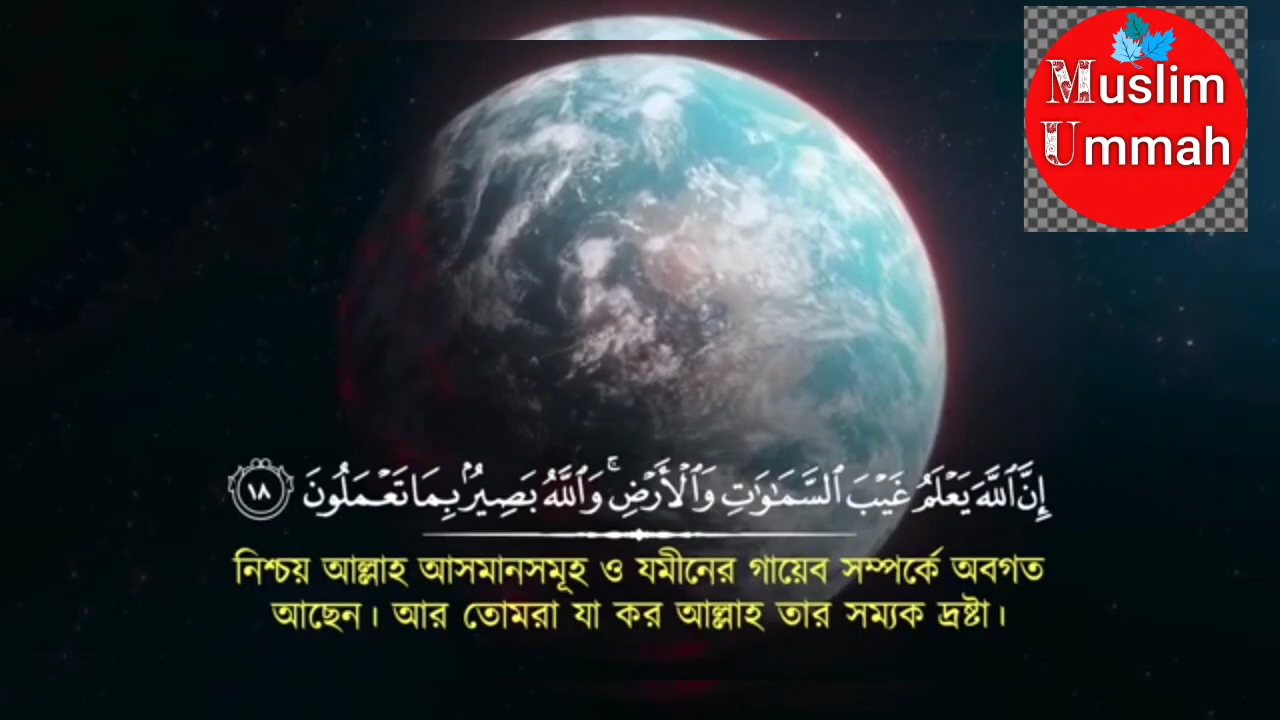 Muslim
Ummah
إِنَّ ٱللَّهَ يَعْلَمُ غَيْبَ ٱلسَّمَـٰوَٰتِ وَٱلْأَرْضِ ۚ وَٱللَّهُ بَصِيرٌۢ بِمَا تَعْمَلُونَ ١٨
নিশ্চয় আল্লাহ আসমানসমূহ ও যমীনের গায়েব সম্পর্কে অবগত
আছেন। আর তোমরা যা কর আল্লাহ তার সম্যক দ্রষ্টা।